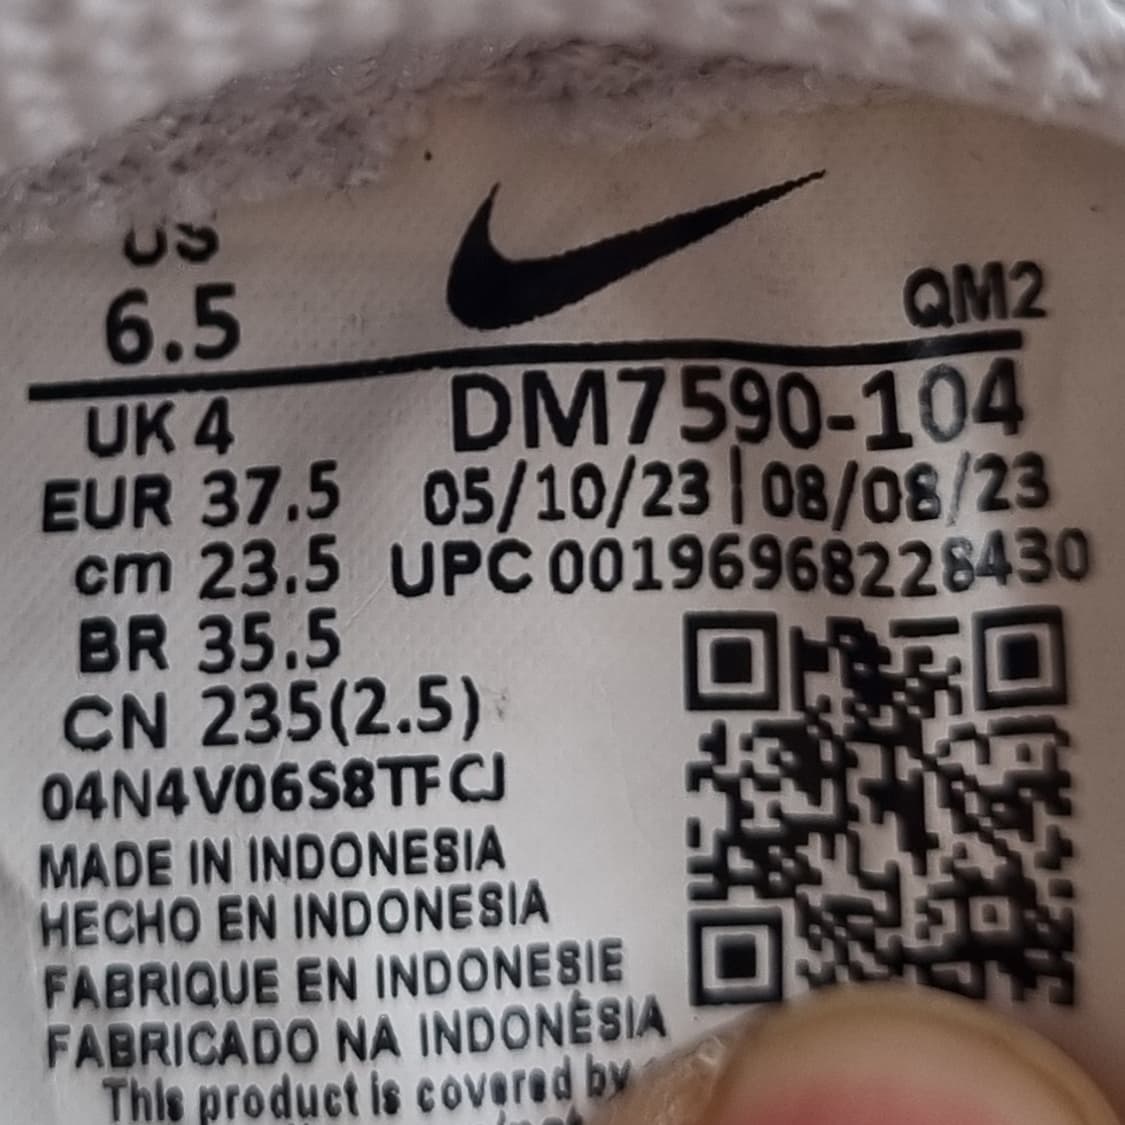 US
6.5
QM2
UK 4
DM7590-104
EUR 37.5
05/10/23 | 08/08/23
cm 23.5
UPC 00196968228430
BR 35.5
CN 235(2.5)
04N4V06S8TFCJ
MADE IN INDONESIA
HECHO EN INDONESIA
FABRIQUE EN INDONESIE
FABRICADO NA INDONÉSIA
This product is covered by